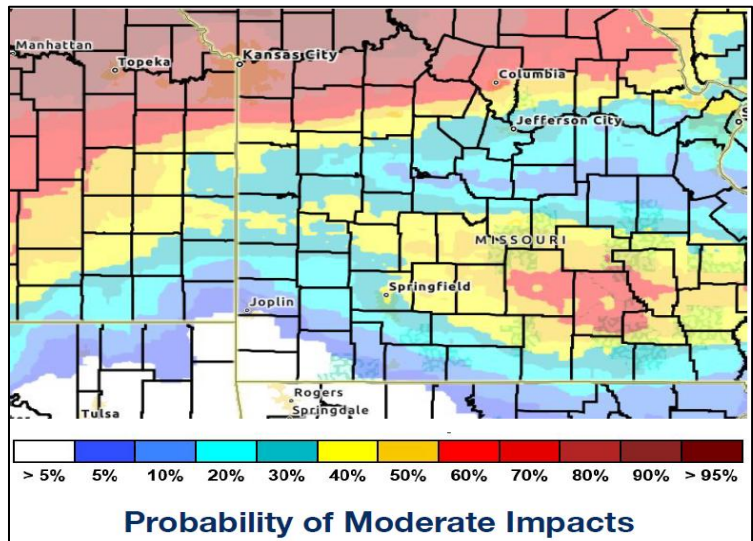 Manhattan
Topeka
Kansas City
Columbia
Jefferson City
S
MISSOURI
Springfield
Joplin
Rogers
Springdale
Tulsa
> 5% 5% 10% 20% 30% 40% 50% 60% 70% 80% 90% > 95%
Probability of Moderate Impacts